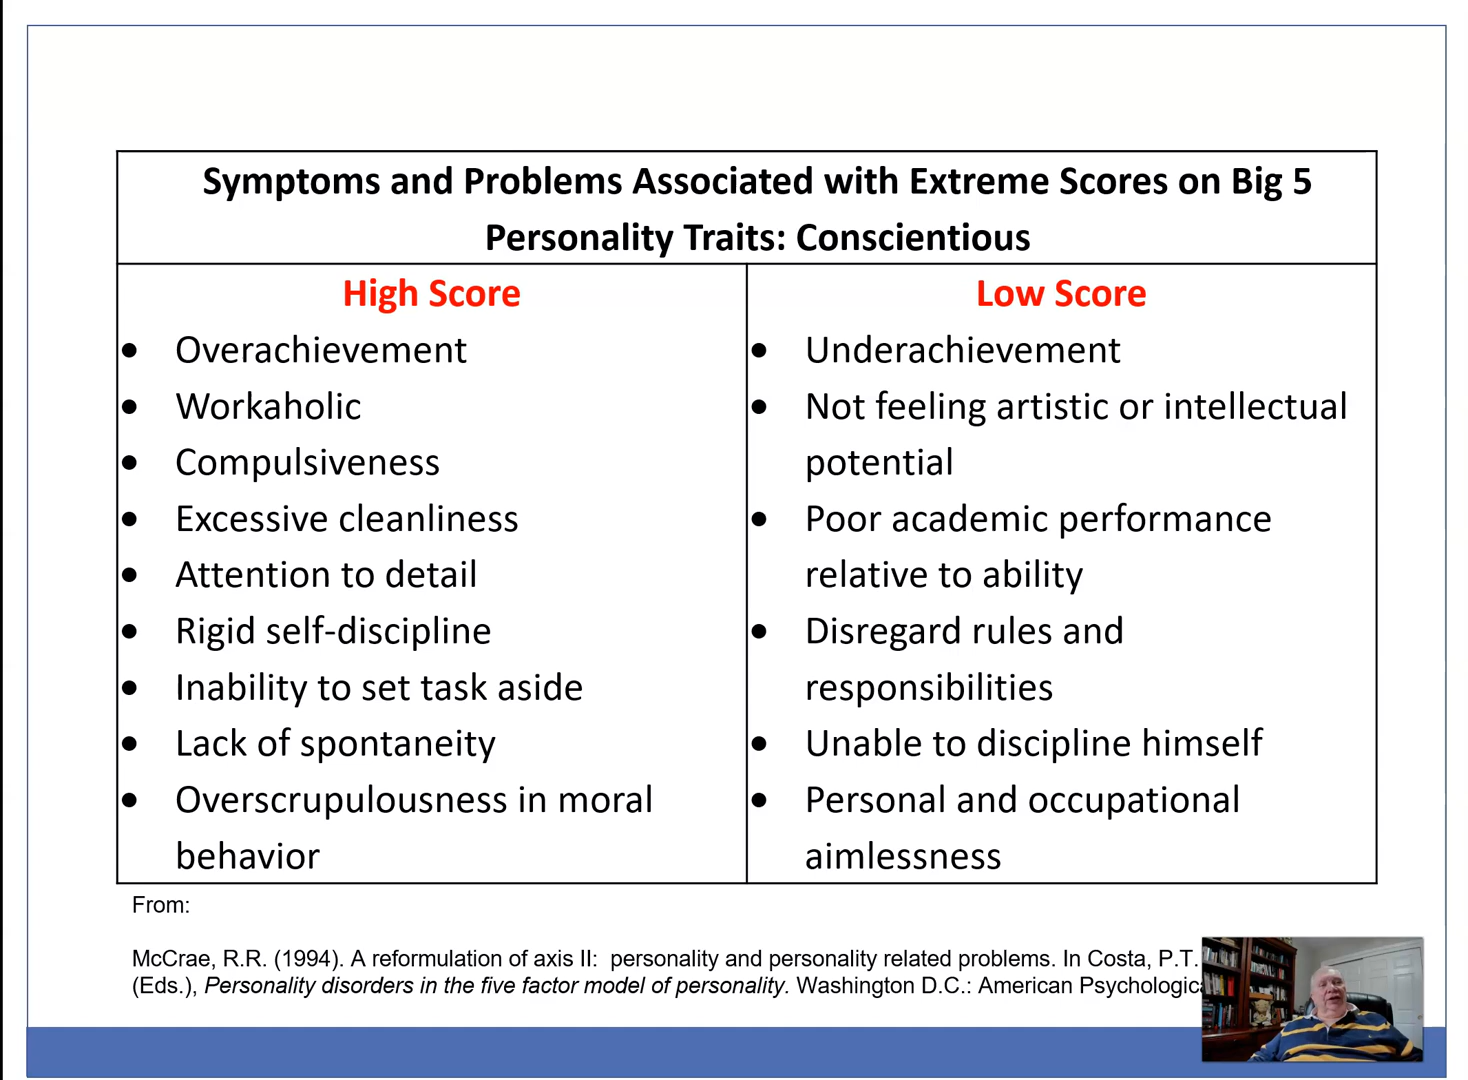 Symptoms and Problems Associated with Extreme Scores on Big 5
Personality Traits: Conscientious
High Score
• Overachievement
• Workaholic
• Compulsiveness
• Excessive cleanliness
• Attention to detail
• Rigid self-discipline
• Inability to set task aside
• Lack of spontaneity
• Overscrupulousness in moral
behavior
Low Score
• Underachievement
• Not feeling artistic or intellectual
potential
• Poor academic performance
relative to ability
• Disregard rules and
responsibilities
• Unable to discipline himself
• Personal and occupational
aimlessness
From:
McCrae, R.R. (1994). A reformulation of axis II: personality and personality related problems. In Costa, P.T.
(Eds.), Personality disorders in the five factor model of personality. Washington D.C.: American